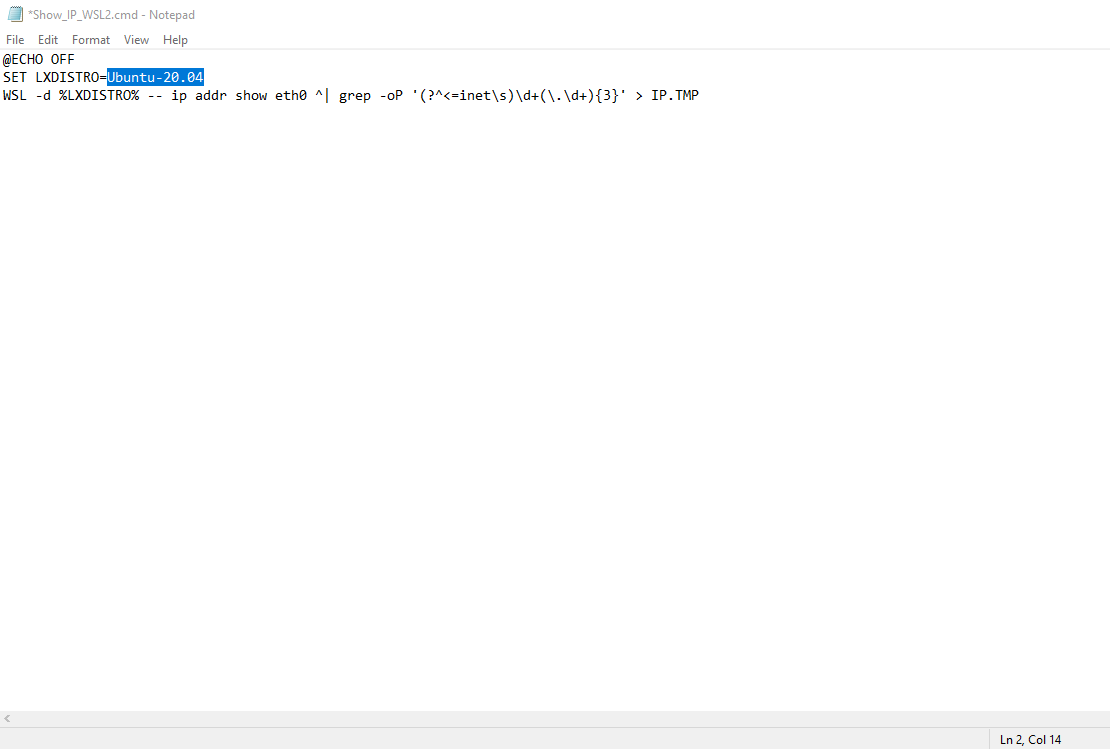 *Show_IP_WSL2.cmd - Notepad
File Edit Format View Help
@ECHO OFF
SET LXDISTRO=Ubuntu-20.04
WSL -d %LXDISTRO% -- ip addr show eth0 ^| grep -oP '(?^<=inet\s)\d+(\.\d+){3}' > IP.TMP
Ln 2, Col 14